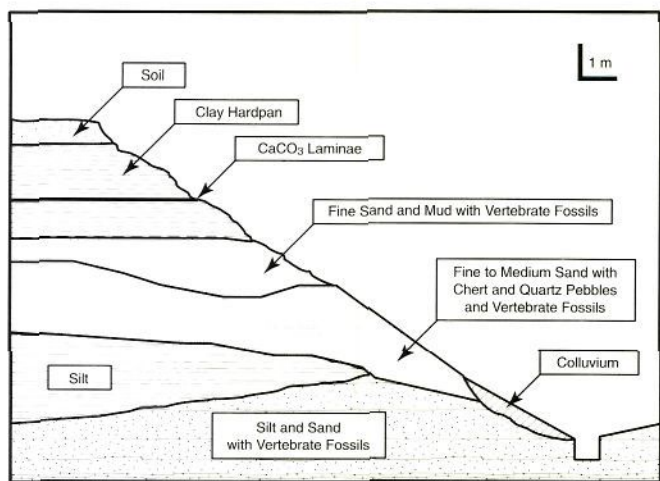 1 m
Soil
Clay Hardpan
CaCO₃ Laminae
Fine Sand and Mud with Vertebrate Fossils
Fine to Medium Sand with
Chert and Quartz Pebbles
and Vertebrate Fossils
Colluvium
Silt
Silt and Sand
with Vertebrate Fossils